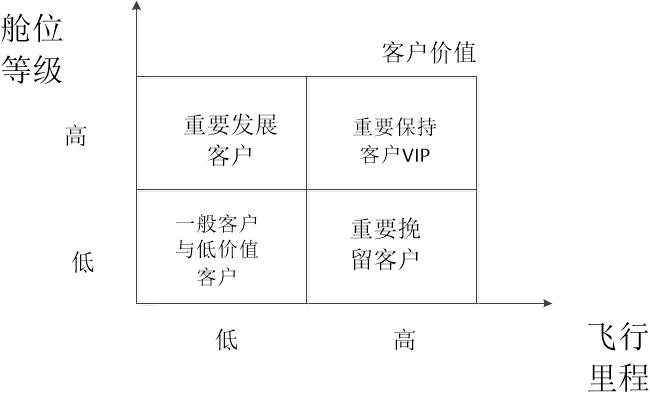 舱位
等级
客户价值
高
重要发展
客户
重要保持
客户VIP
低
一般客户
与低价值
客户
重要挽
留客户
低
高
飞行
里程